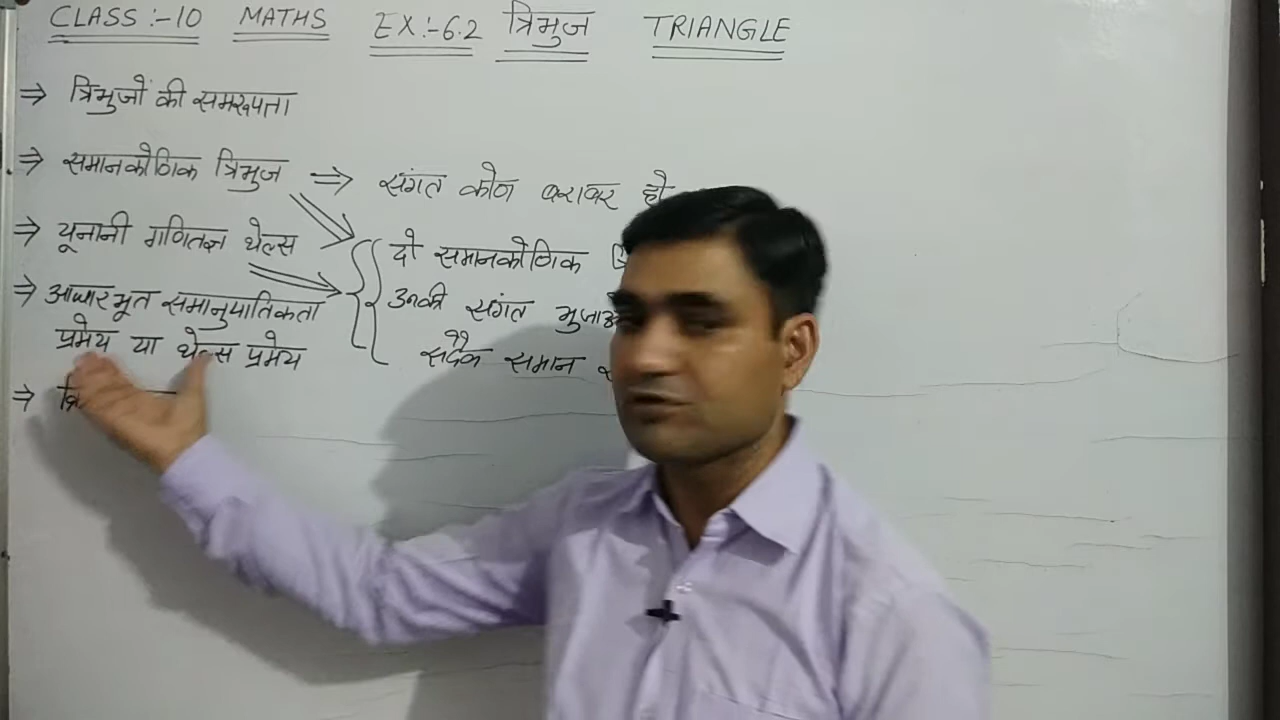 CLASS :- 10 MATHS EX :- 6.2 त्रिभुज TRIANGLE
⇒ त्रिभुजों की समरूपता
⇒ समानकोणिक त्रिभुज ⇒ संगत कोण बराबर हो
⇒ यूनानी गणितज्ञ थेल्स
दो समानकोणिक
⇒ आधारभूत समानुपातिकता
उनकी संगत भुजाओं
प्रमेय या थेल्स प्रमेय
सदैव समान
⇒